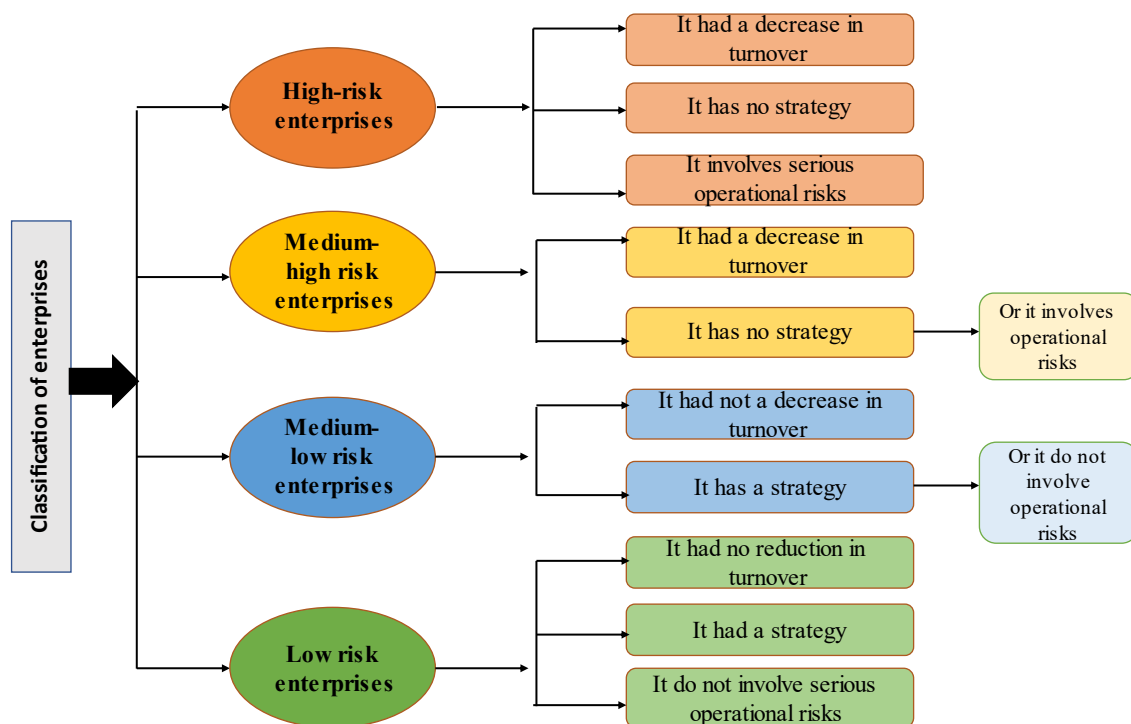 Classification of enterprises
High-risk
enterprises
It had a decrease in
turnover
It has no strategy
It involves serious
operational risks
Medium-
high risk
enterprises
It had a decrease in
turnover
It has no strategy
Or it involves
operational
risks
Medium-
low risk
enterprises
It had not a decrease in
turnover
It has a strategy
Or it do not
involve
operational
risks
Low risk
enterprises
It had no reduction in
turnover
It had a strategy
It do not involve serious
operational risks